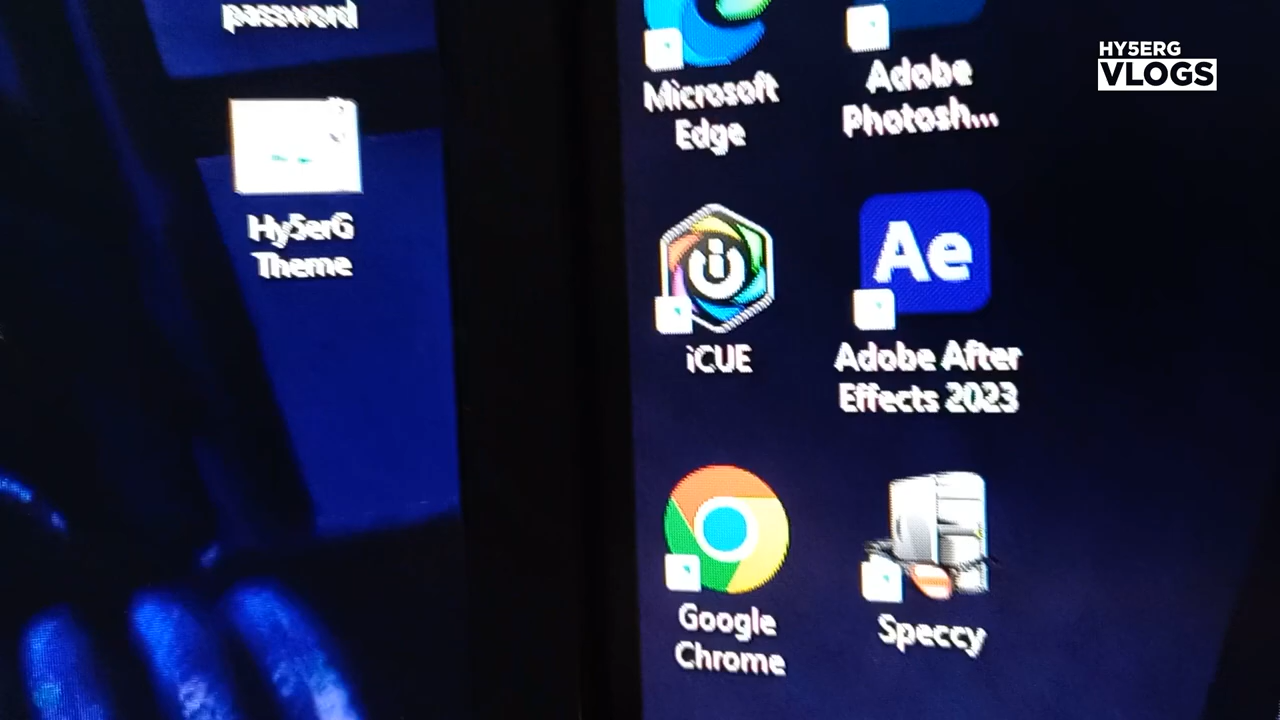 password
Hy5erG
Theme
Microsoft
Edge
Adobe
Photosh...
iCUE
Ae
Adobe After
Effects 2023
Google
Chrome
Speccy
HY5ERG
VLOGS